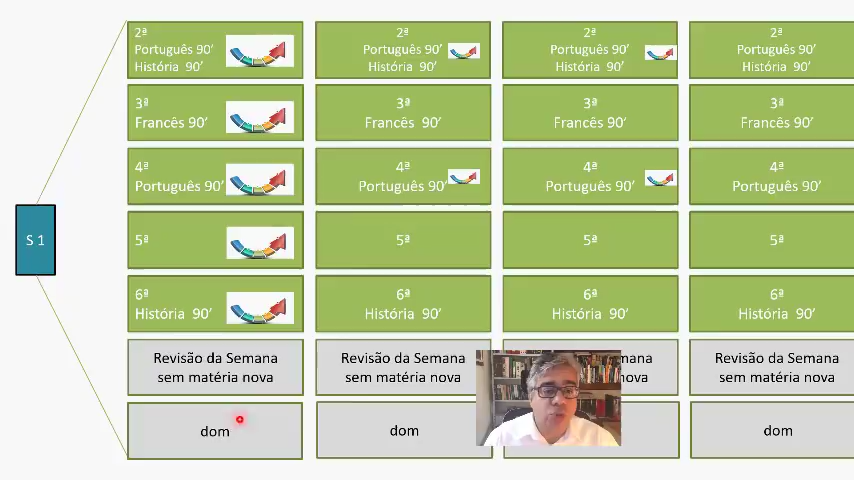 S 1
2ª
Português 90’
História 90’
3ª
Francês 90’
4ª
Português 90’
5ª
6ª
História 90’
Revisão da Semana
sem matéria nova
dom
2ª
Português 90’
História 90’
3ª
Francês 90’
4ª
Português 90’
5ª
6ª
História 90’
Revisão da Semana
sem matéria nova
dom
2ª
Português 90’
História 90’
3ª
Francês 90’
4ª
Português 90’
5ª
6ª
História 90’
2ª
Português 90’
História 90’
3ª
Francês 90’
4ª
Português 90’
5ª
6ª
História 90’
Revisão da Semana
sem matéria nova
dom